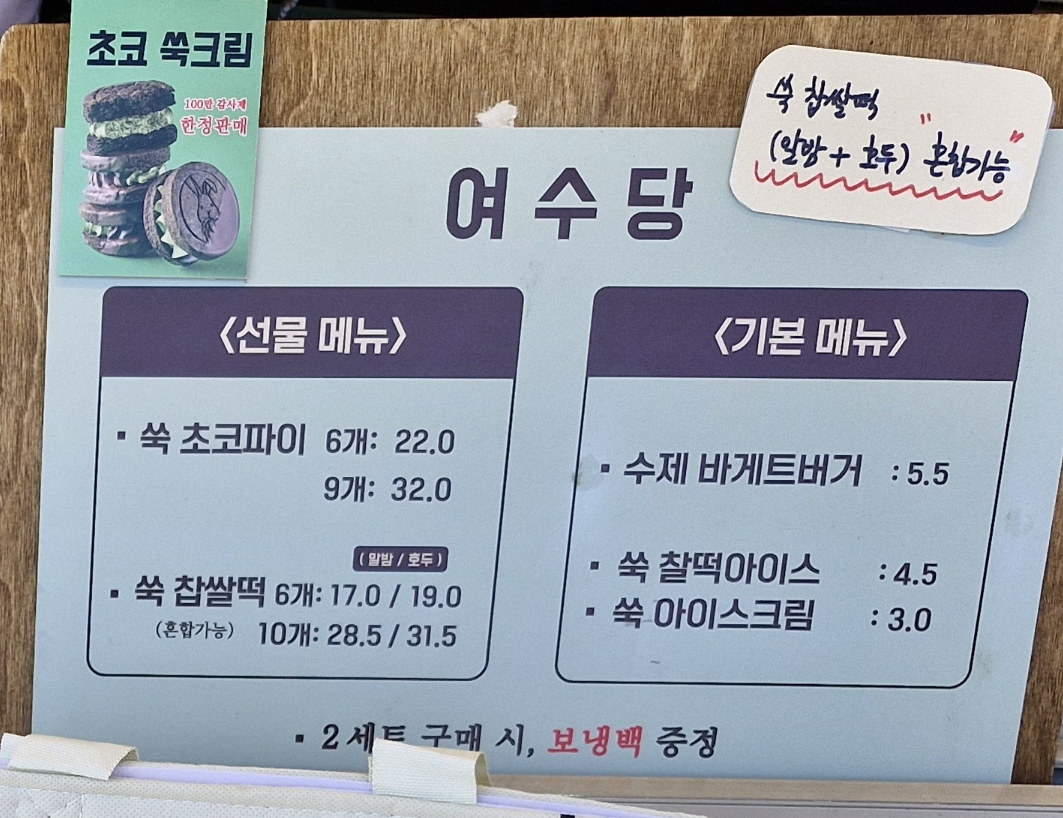 초코 쑥크림
100만 감사제
한정판매
쑥 찹쌀떡
(알밤 + 호두) "혼합가능"
여수당
<선물 메뉴>
▪ 쑥 초코파이 6개: 22.0
9개: 32.0
(알밤 / 호두)
▪ 쑥 찹쌀떡 6개: 17.0 / 19.0
(혼합가능) 10개: 28.5 / 31.5
<기본 메뉴>
▪ 수제 바게트버거 : 5.5
▪ 쑥 찰떡아이스 : 4.5
▪ 쑥 아이스크림 : 3.0
▪ 2세트 구매 시, 보냉백 증정